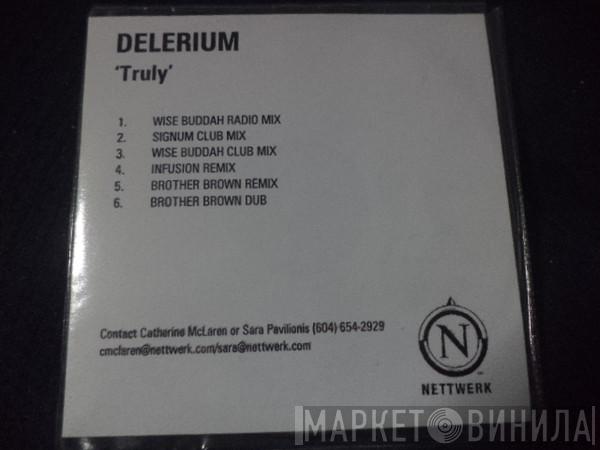 DELERIUM
'Truly'
1. WISE BUDDAH RADIO MIX
2. SIGNUM CLUB MIX
3. WISE BUDDAH CLUB MIX
4. INFUSION REMIX
5. BROTHER BROWN REMIX
6. BROTHER BROWN DUB
Contact Catherine McLaren or Sara Pavilionis (604) 654-2929
cmclaren@nettwerk.com/sara@nettwerk.com
N
NETTWERK
МАРКЕТ ВИНИЛА